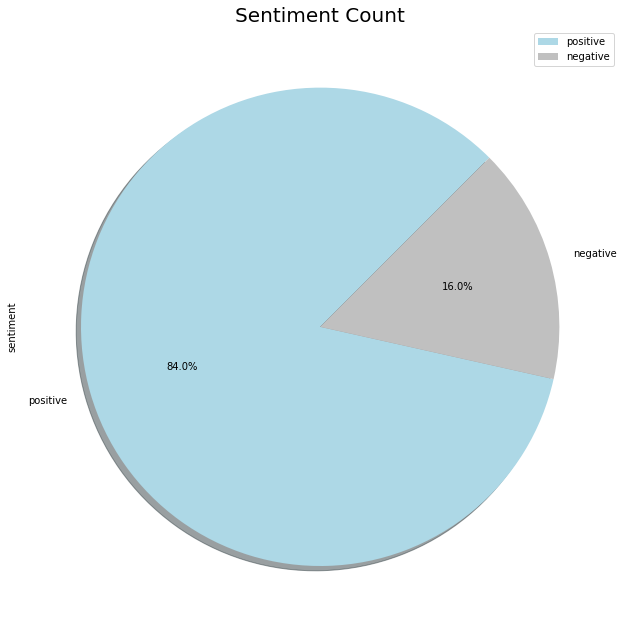 Sentiment Count
positive
negative
negative
16.0%
sentiment
84.0%
positive